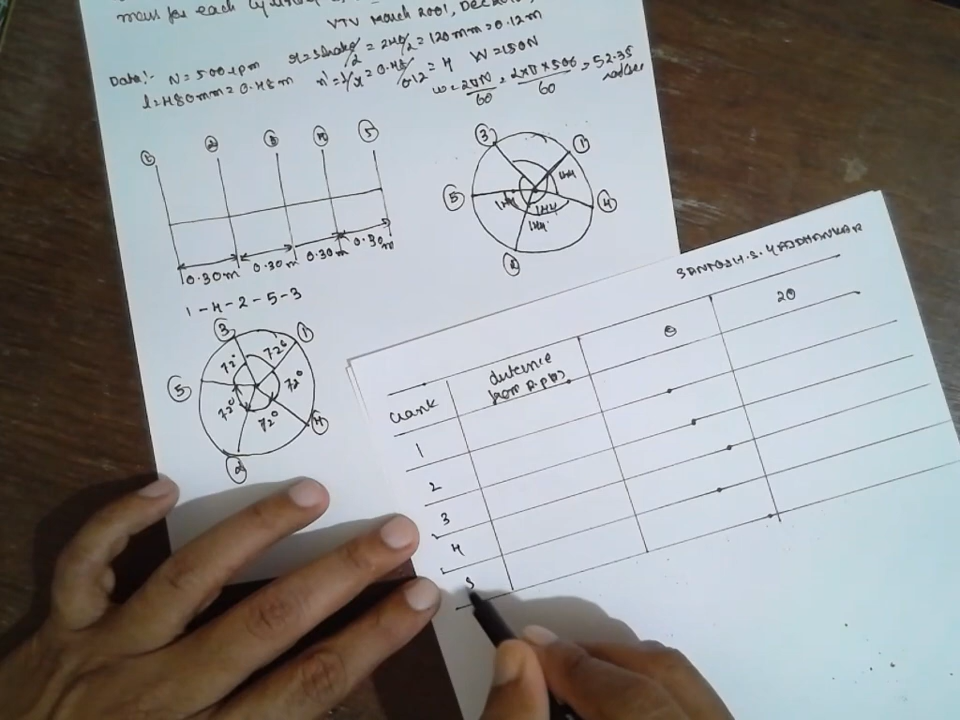 mass for each cylinder
VTU March 2001, Dec 20
Data:- N = 500 rpm r = stroke/2 = 240/2 = 120 mm = 0.12 m
l = 480 mm = 0.48 m n = l/r = 0.48/0.12 = 4 W = 150 N
ω = 2πN/60 = 2×π×500/60 = 52.35 rad/sec
① ② ③ ④ ⑤
0.30 m 0.30 m 0.30 m 0.30 m
③ ① ⑤ ④ ②
144 144 144 144
1-4-2-5-3
③ ① ⑤ ④ ②
72° 72° 72° 72° 72°
SANTOSH.S.YADHANKAR
Crank distance from R.P(3) θ 2θ
1
2
3
4
5